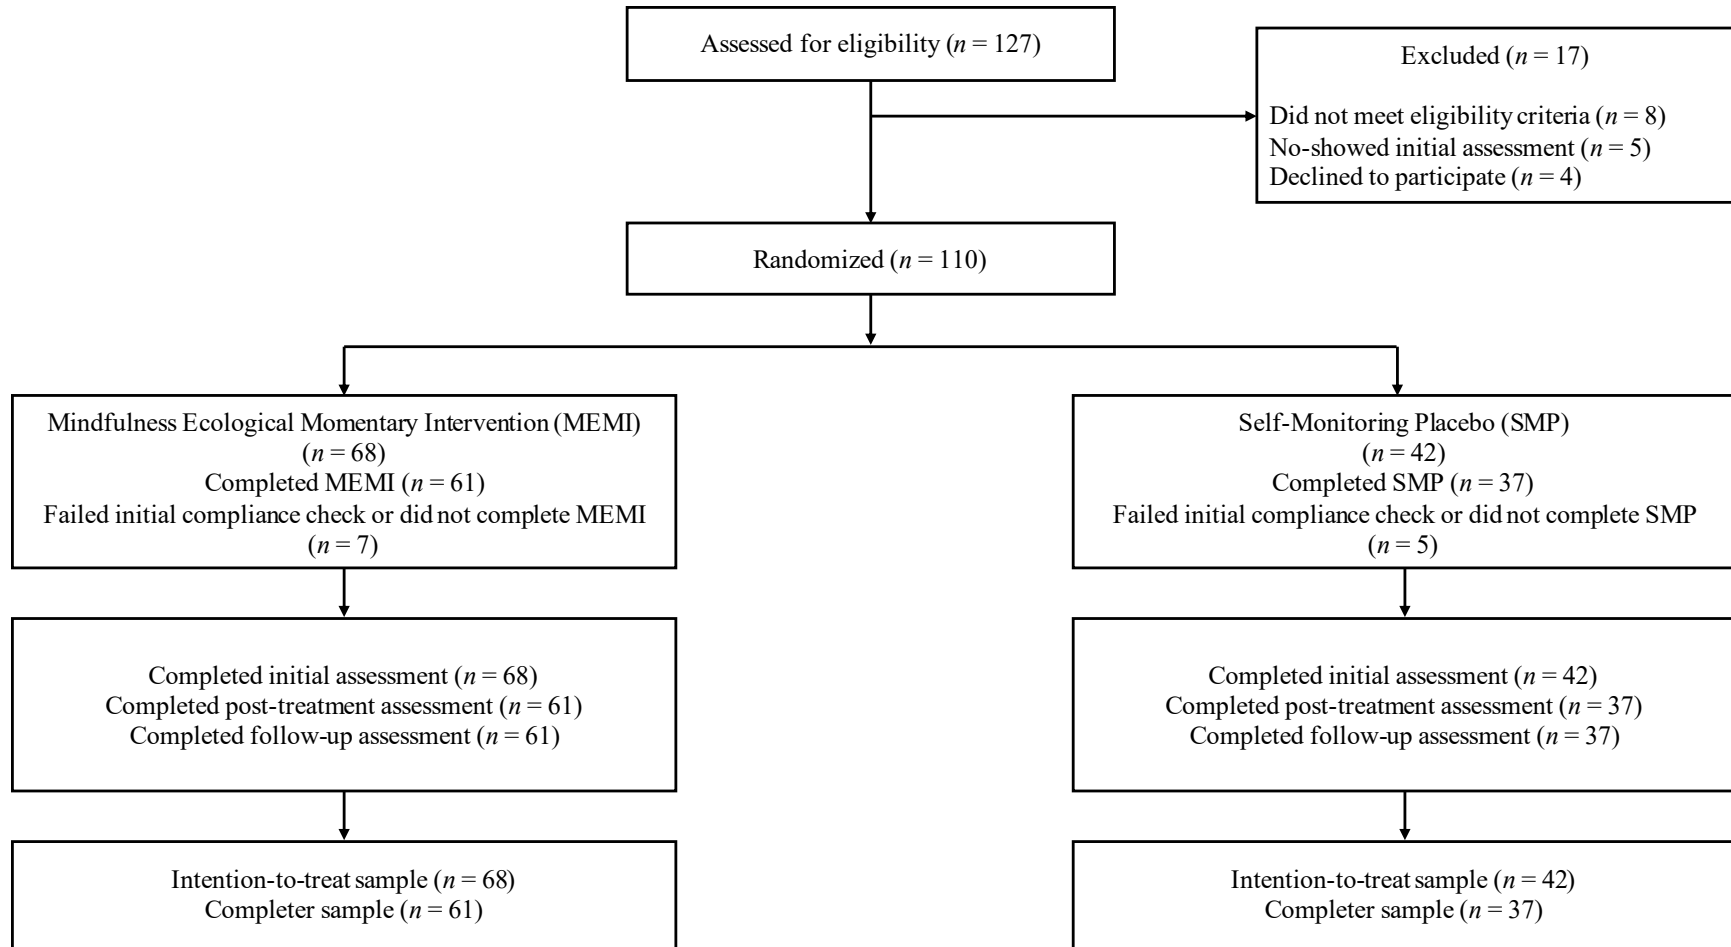 Assessed for eligibility (n = 127)
Excluded (n = 17)
Did not meet eligibility criteria (n = 8)
No-showed initial assessment (n = 5)
Declined to participate (n = 4)
Randomized (n = 110)
Mindfulness Ecological Momentary Intervention (MEMI)
(n = 68)
Completed MEMI (n = 61)
Failed initial compliance check or did not complete MEMI
(n = 7)
Self-Monitoring Placebo (SMP)
(n = 42)
Completed SMP (n = 37)
Failed initial compliance check or did not complete SMP
(n = 5)
Completed initial assessment (n = 68)
Completed post-treatment assessment (n = 61)
Completed follow-up assessment (n = 61)
Completed initial assessment (n = 42)
Completed post-treatment assessment (n = 37)
Completed follow-up assessment (n = 37)
Intention-to-treat sample (n = 68)
Completer sample (n = 61)
Intention-to-treat sample (n = 42)
Completer sample (n = 37)